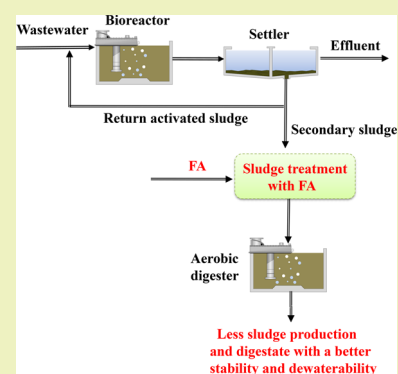 Wastewater
Bioreactor
Settler
Effluent
Return activated sludge
Secondary sludge
FA
Sludge treatment
with FA
Aerobic
digester
Less sludge production
and digestate with a better
stability and dewaterability